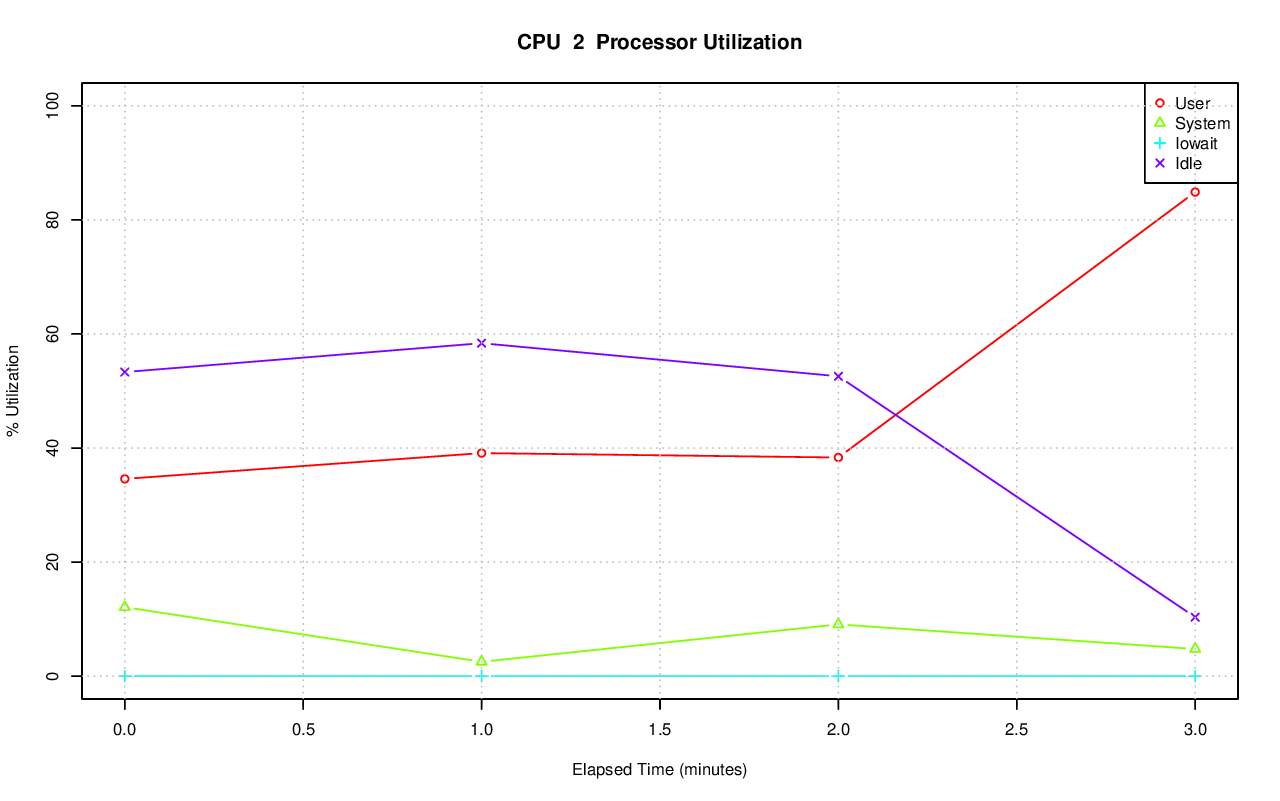 CPU  2  Processor Utilization
User
System
Iowait
Idle
% Utilization
100
80
60
40
20
0
0.0 0.5 1.0 1.5 2.0 2.5 3.0
Elapsed Time (minutes)